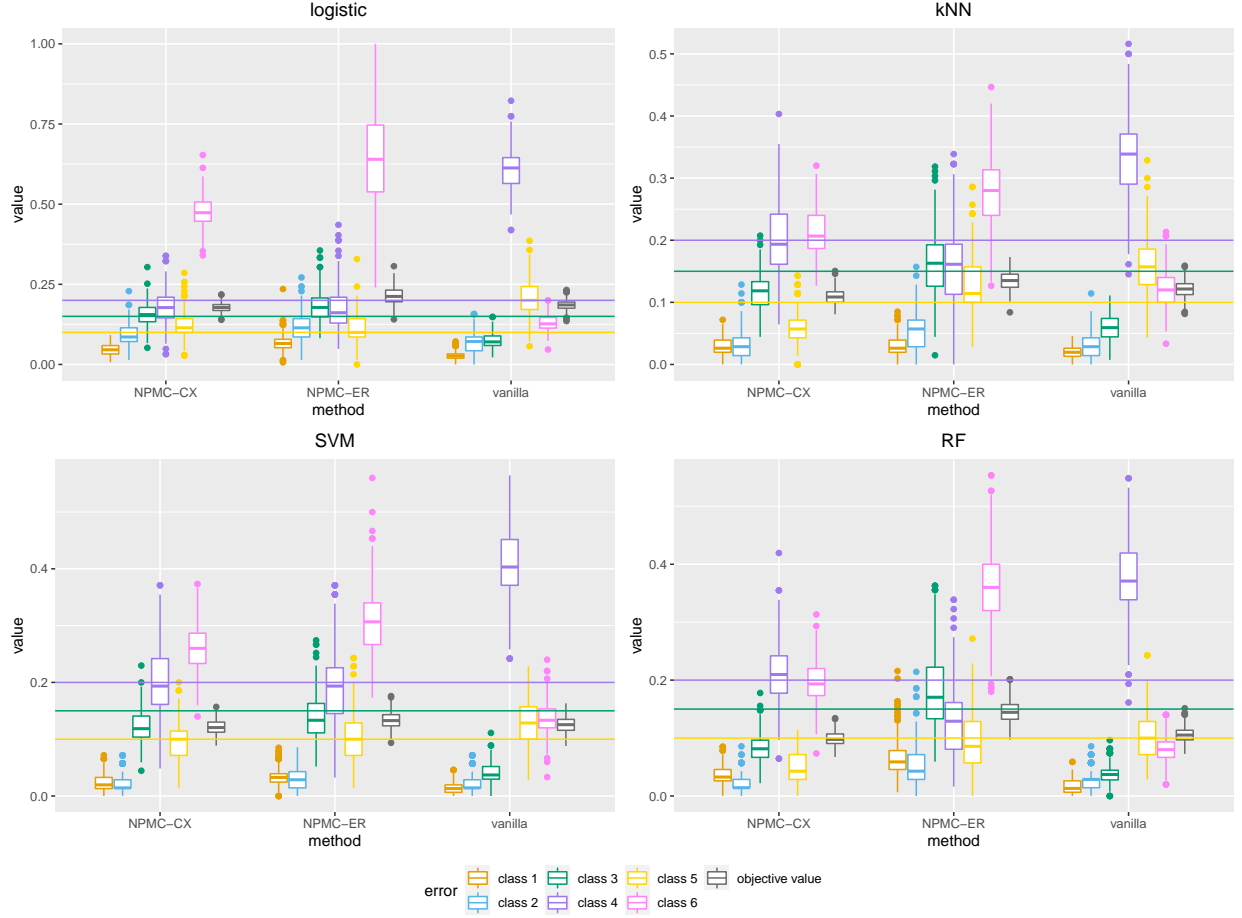 logistic
kNN
value
1.00
0.75
0.50
0.25
0.00
NPMC−CX
NPMC−ER
vanilla
method
value
0.5
0.4
0.3
0.2
0.1
0.0
NPMC−CX
NPMC−ER
vanilla
method
SVM
RF
value
0.4
0.2
0.0
NPMC−CX
NPMC−ER
vanilla
method
value
0.4
0.2
0.0
NPMC−CX
NPMC−ER
vanilla
method
error
class 1
class 3
class 5
objective value
class 2
class 4
class 6